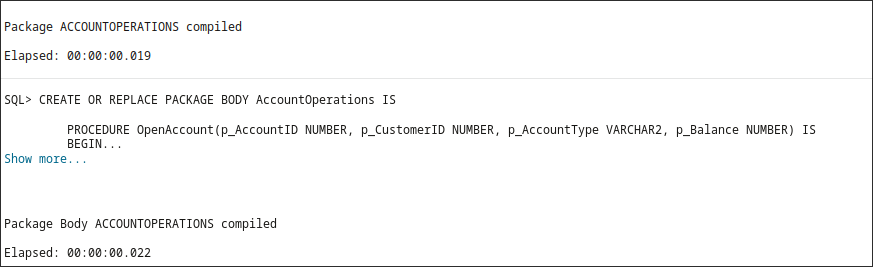 Package ACCOUNTOPERATIONS compiled
Elapsed: 00:00:00.019
SQL> CREATE OR REPLACE PACKAGE BODY AccountOperations IS
PROCEDURE OpenAccount(p_AccountID NUMBER, p_CustomerID NUMBER, p_AccountType VARCHAR2, p_Balance NUMBER) IS
BEGIN...
Show more...
Package Body ACCOUNTOPERATIONS compiled
Elapsed: 00:00:00.022